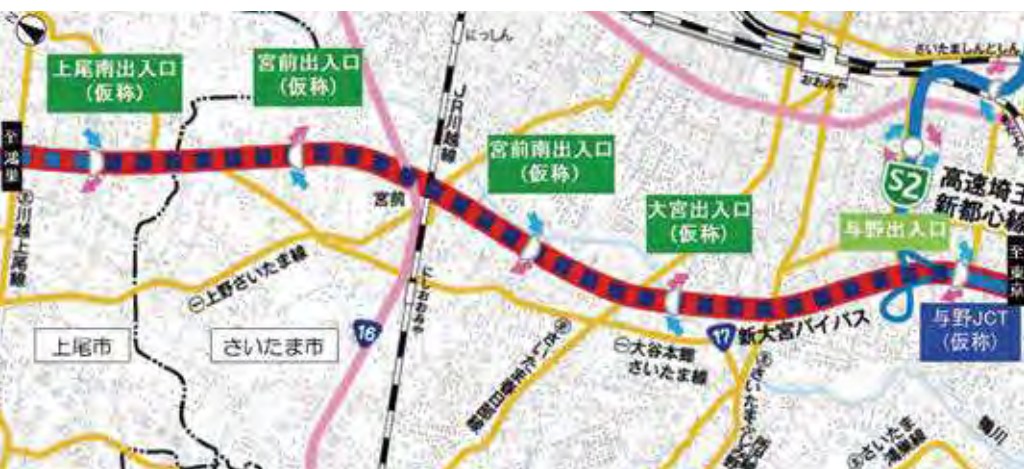 上尾南出入口
(仮称)
宮前出入口
(仮称)
にっしん
JR川越線
おおみや
さいたましんとしん
至鴻巣
宮前南出入口
(仮称)
S2
高速埼玉
新都心線
宮前
大宮出入口
(仮称)
与野出入口
至東京
川越上尾線
上野さいたま線
にしおおみや
16
17
新大宮バイパス
与野JCT
(仮称)
上尾市
さいたま市
大谷本郷
さいたま線
鴨川